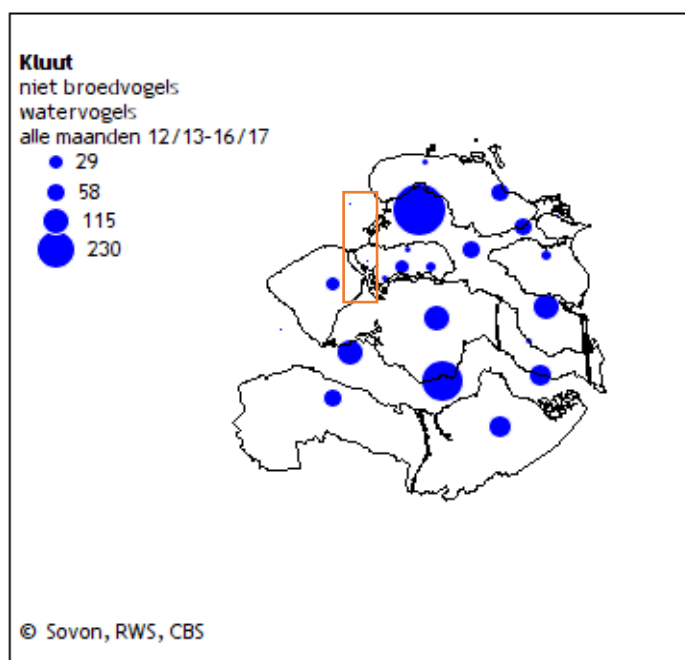 Kluut
niet broedvogels
watervogels
alle maanden 12/13-16/17
29
58
115
230
© Sovon, RWS, CBS